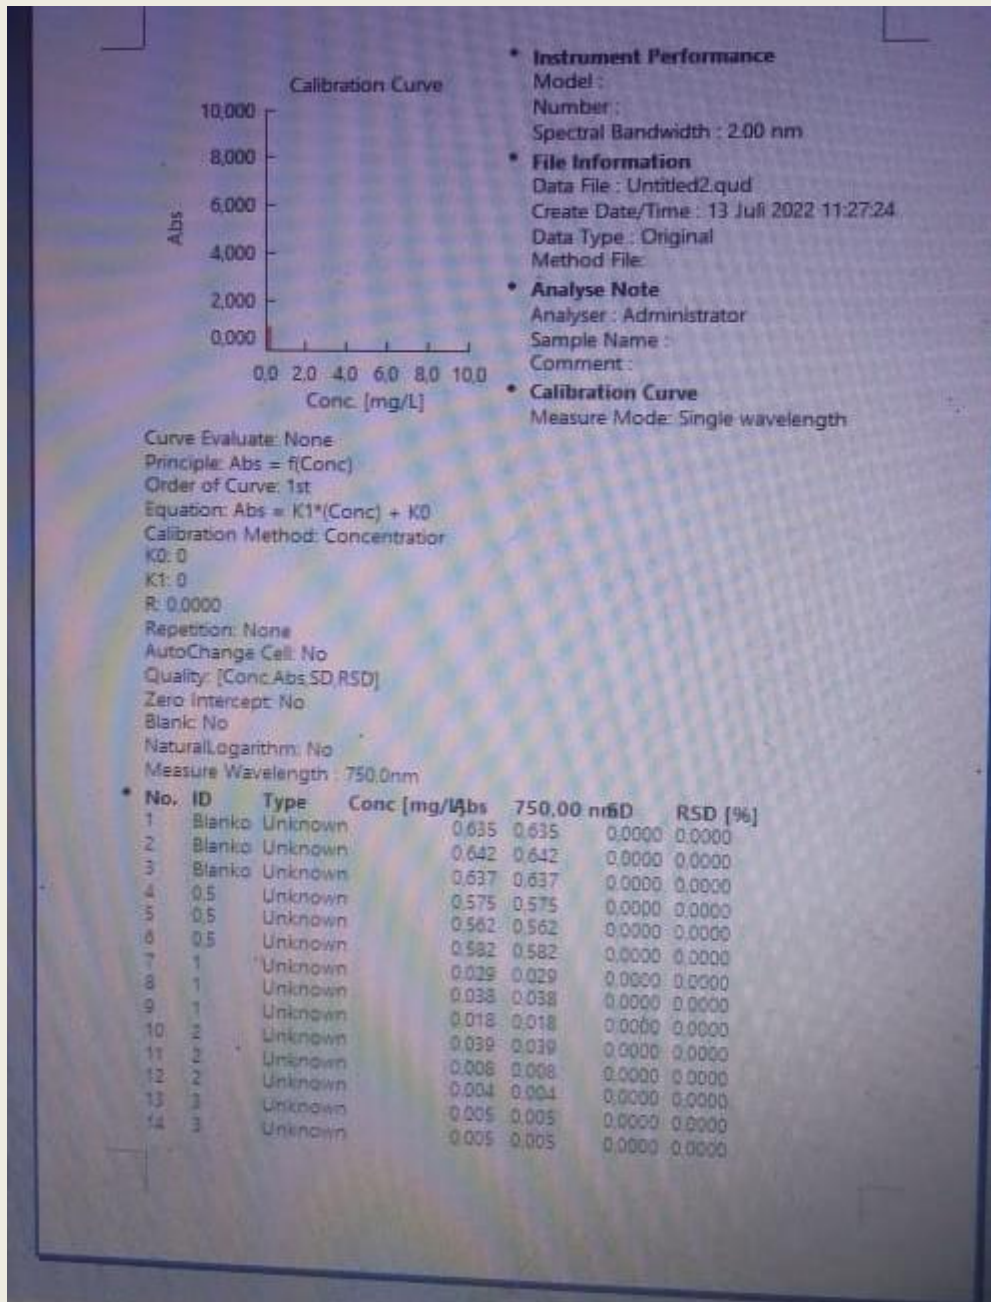 Calibration Curve
10,000
8,000
6,000
4,000
2,000
0,000
Abs
0,0 2,0 4,0 6,0 8,0 10,0
Conc. [mg/L]
* Instrument Performance
Model :
Number :
Spectral Bandwidth : 2.00 nm
* File Information
Data File : Untitled2.qud
Create Date/Time : 13 Juli 2022 11:27:24
Data Type : Original
Method File:
* Analyse Note
Analyser : Administrator
Sample Name :
Comment :
* Calibration Curve
Measure Mode: Single wavelength
Curve Evaluate: None
Principle: Abs = f(Conc)
Order of Curve: 1st
Equation: Abs = K1*(Conc) + K0
Calibration Method: Concentratior
K0: 0
K1: 0
R: 0.0000
Repetition: None
AutoChange Cell: No
Quality: [Conc,Abs,SD,RSD]
Zero Intercept: No
Blank: No
NaturalLogarithm: No
Measure Wavelength : 750,0nm
* No. ID Type Conc [mg/L] Abs 750,00 nm SD RSD [%]
1 Blanko Unknown 0,635 0,635 0,0000 0,0000
2 Blanko Unknown 0,642 0,642 0,0000 0,0000
3 Blanko Unknown 0,637 0,637 0,0000 0,0000
4 0.5 Unknown 0,575 0,575 0,0000 0,0000
5 0.5 Unknown 0,562 0,562 0,0000 0,0000
6 0.5 Unknown 0,582 0,582 0,0000 0,0000
7 1 Unknown 0,029 0,029 0,0000 0,0000
8 1 Unknown 0,038 0,038 0,0000 0,0000
9 1 Unknown 0,018 0,018 0,0000 0,0000
10 2 Unknown 0,039 0,039 0,0000 0,0000
11 2 Unknown 0,008 0,008 0,0000 0,0000
12 2 Unknown 0,004 0,004 0,0000 0,0000
13 3 Unknown 0,005 0,005 0,0000 0,0000
14 3 Unknown 0,005 0,005 0,0000 0,0000